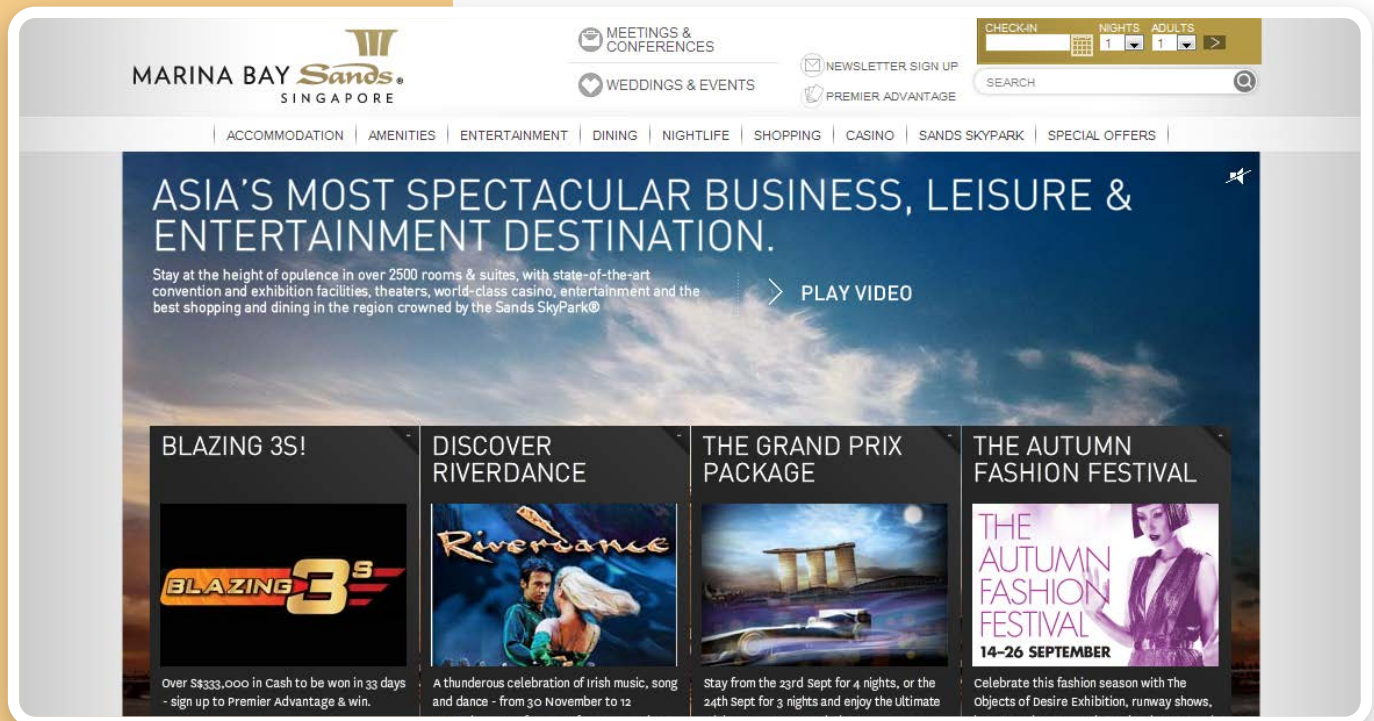 MARINA BAY Sands®
SINGAPORE
MEETINGS &
CONFERENCES
WEDDINGS & EVENTS
NEWSLETTER SIGN UP
PREMIER ADVANTAGE
CHECK-IN NIGHTS ADULTS
1 1 >
SEARCH
ACCOMMODATION AMENITIES ENTERTAINMENT DINING NIGHTLIFE SHOPPING CASINO SANDS SKYPARK SPECIAL OFFERS
ASIA'S MOST SPECTACULAR BUSINESS, LEISURE &
ENTERTAINMENT DESTINATION.
Stay at the height of opulence in over 2500 rooms & suites, with state-of-the-art
convention and exhibition facilities, theaters, world-class casino, entertainment and the
best shopping and dining in the region crowned by the Sands SkyPark®
PLAY VIDEO
BLAZING 3S!
BLAZING 3S
Over S$333,000 in Cash to be won in 33 days
- sign up to Premier Advantage & win.
DISCOVER
RIVERDANCE
Riverdance
A thunderous celebration of Irish music, song
and dance - from 30 November to 12
THE GRAND PRIX
PACKAGE
Stay from the 23rd Sept for 4 nights, or the
24th Sept for 3 nights and enjoy the ultimate
THE AUTUMN
FASHION FESTIVAL
THE
AUTUMN
FASHION
FESTIVAL
14–26 SEPTEMBER
Celebrate this fashion season with The
Objects of Desire Exhibition, runway shows,